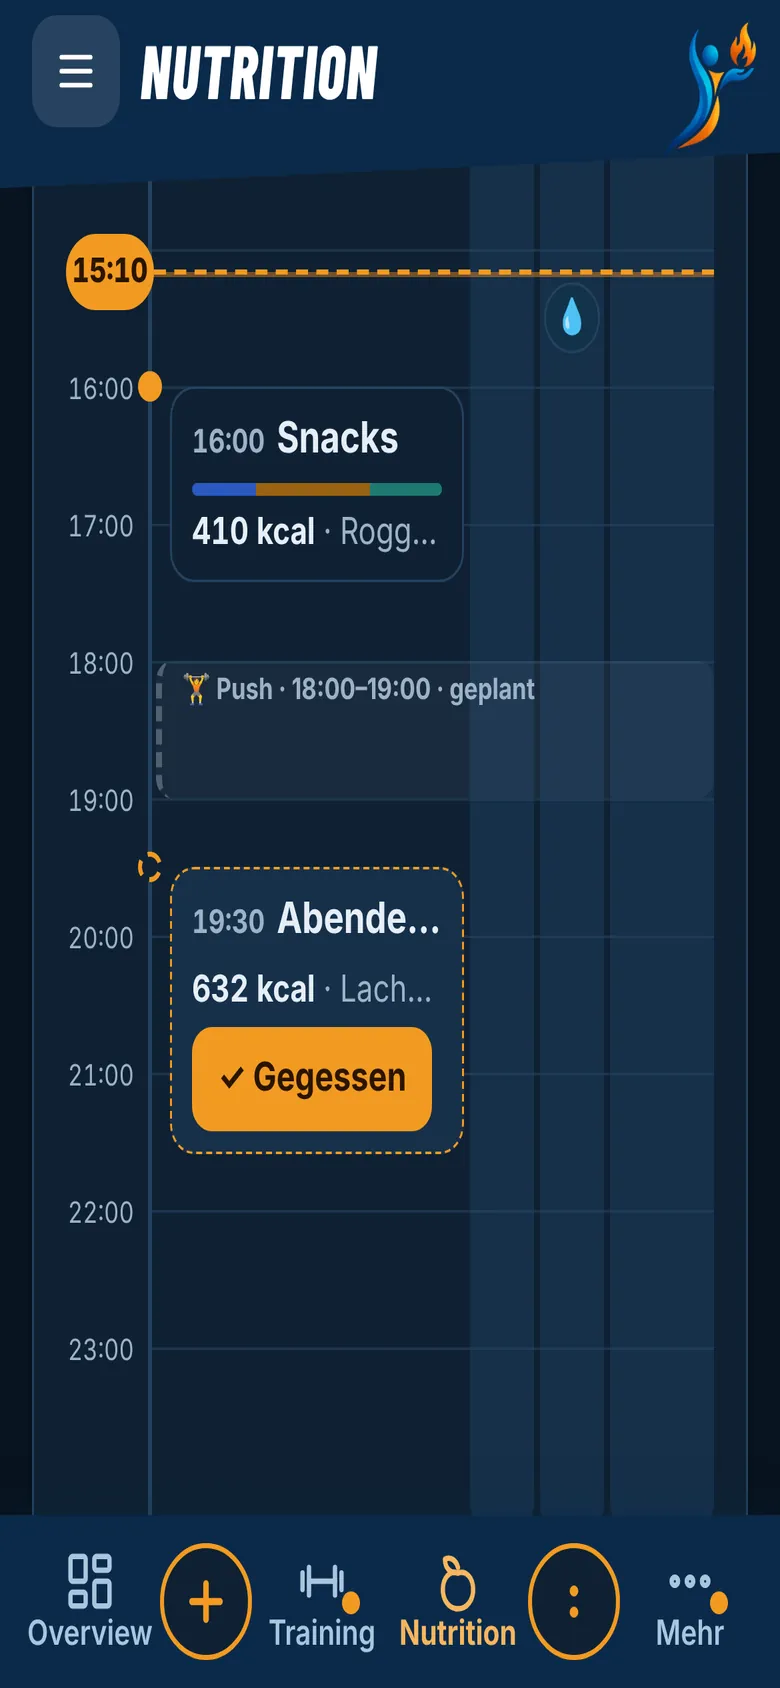 NUTRITION
15:10
16:00
16:00 Snacks
17:00
410 kcal · Rogg...
18:00
Push · 18:00–19:00 · geplant
19:00
19:30 Abende...
20:00
632 kcal · Lach...
21:00
✓ Gegessen
22:00
23:00
Overview
+
Training
Nutrition
Mehr